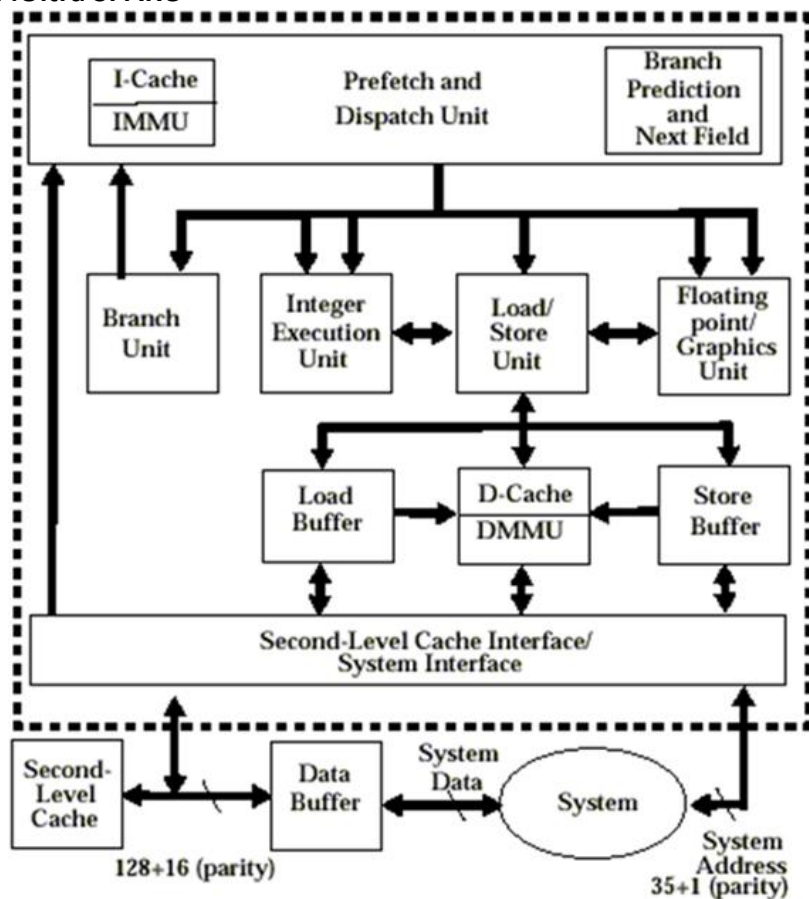 I-Cache
IMMU
Prefetch and
Dispatch Unit
Branch
Prediction
and
Next Field
Branch
Unit
Integer
Execution
Unit
Load/
Store
Unit
Floating
point/
Graphics
Unit
Load
Buffer
D-Cache
DMMU
Store
Buffer
Second-Level Cache Interface/
System Interface
Second-
Level
Cache
Data
Buffer
System
Data
System
128+16 (parity)
System
Address
35+1 (parity)